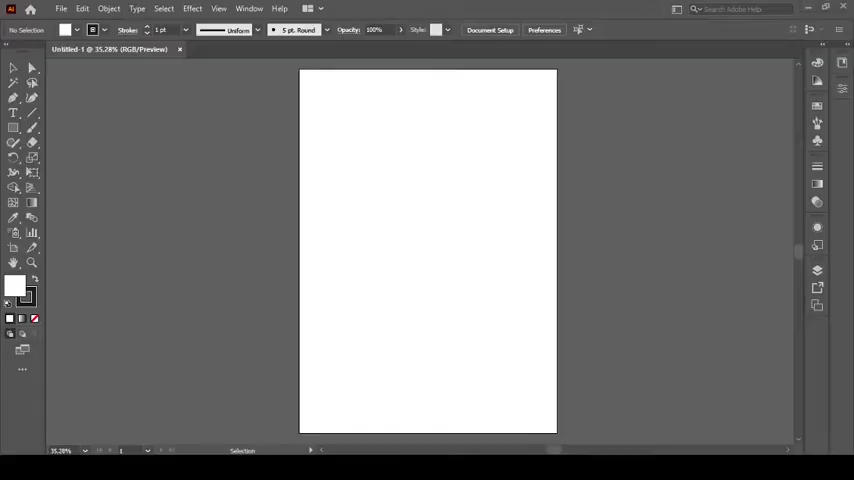 Ai File Edit Object Type Select Effect View Window Help Search Adobe Help
No Selection Stroke: 1 pt Uniform 5 pt. Round Opacity: 100% Style: Document Setup Preferences
Untitled-1 @ 35.28% (RGB/Preview) ×
T
35.28% 1 Selection